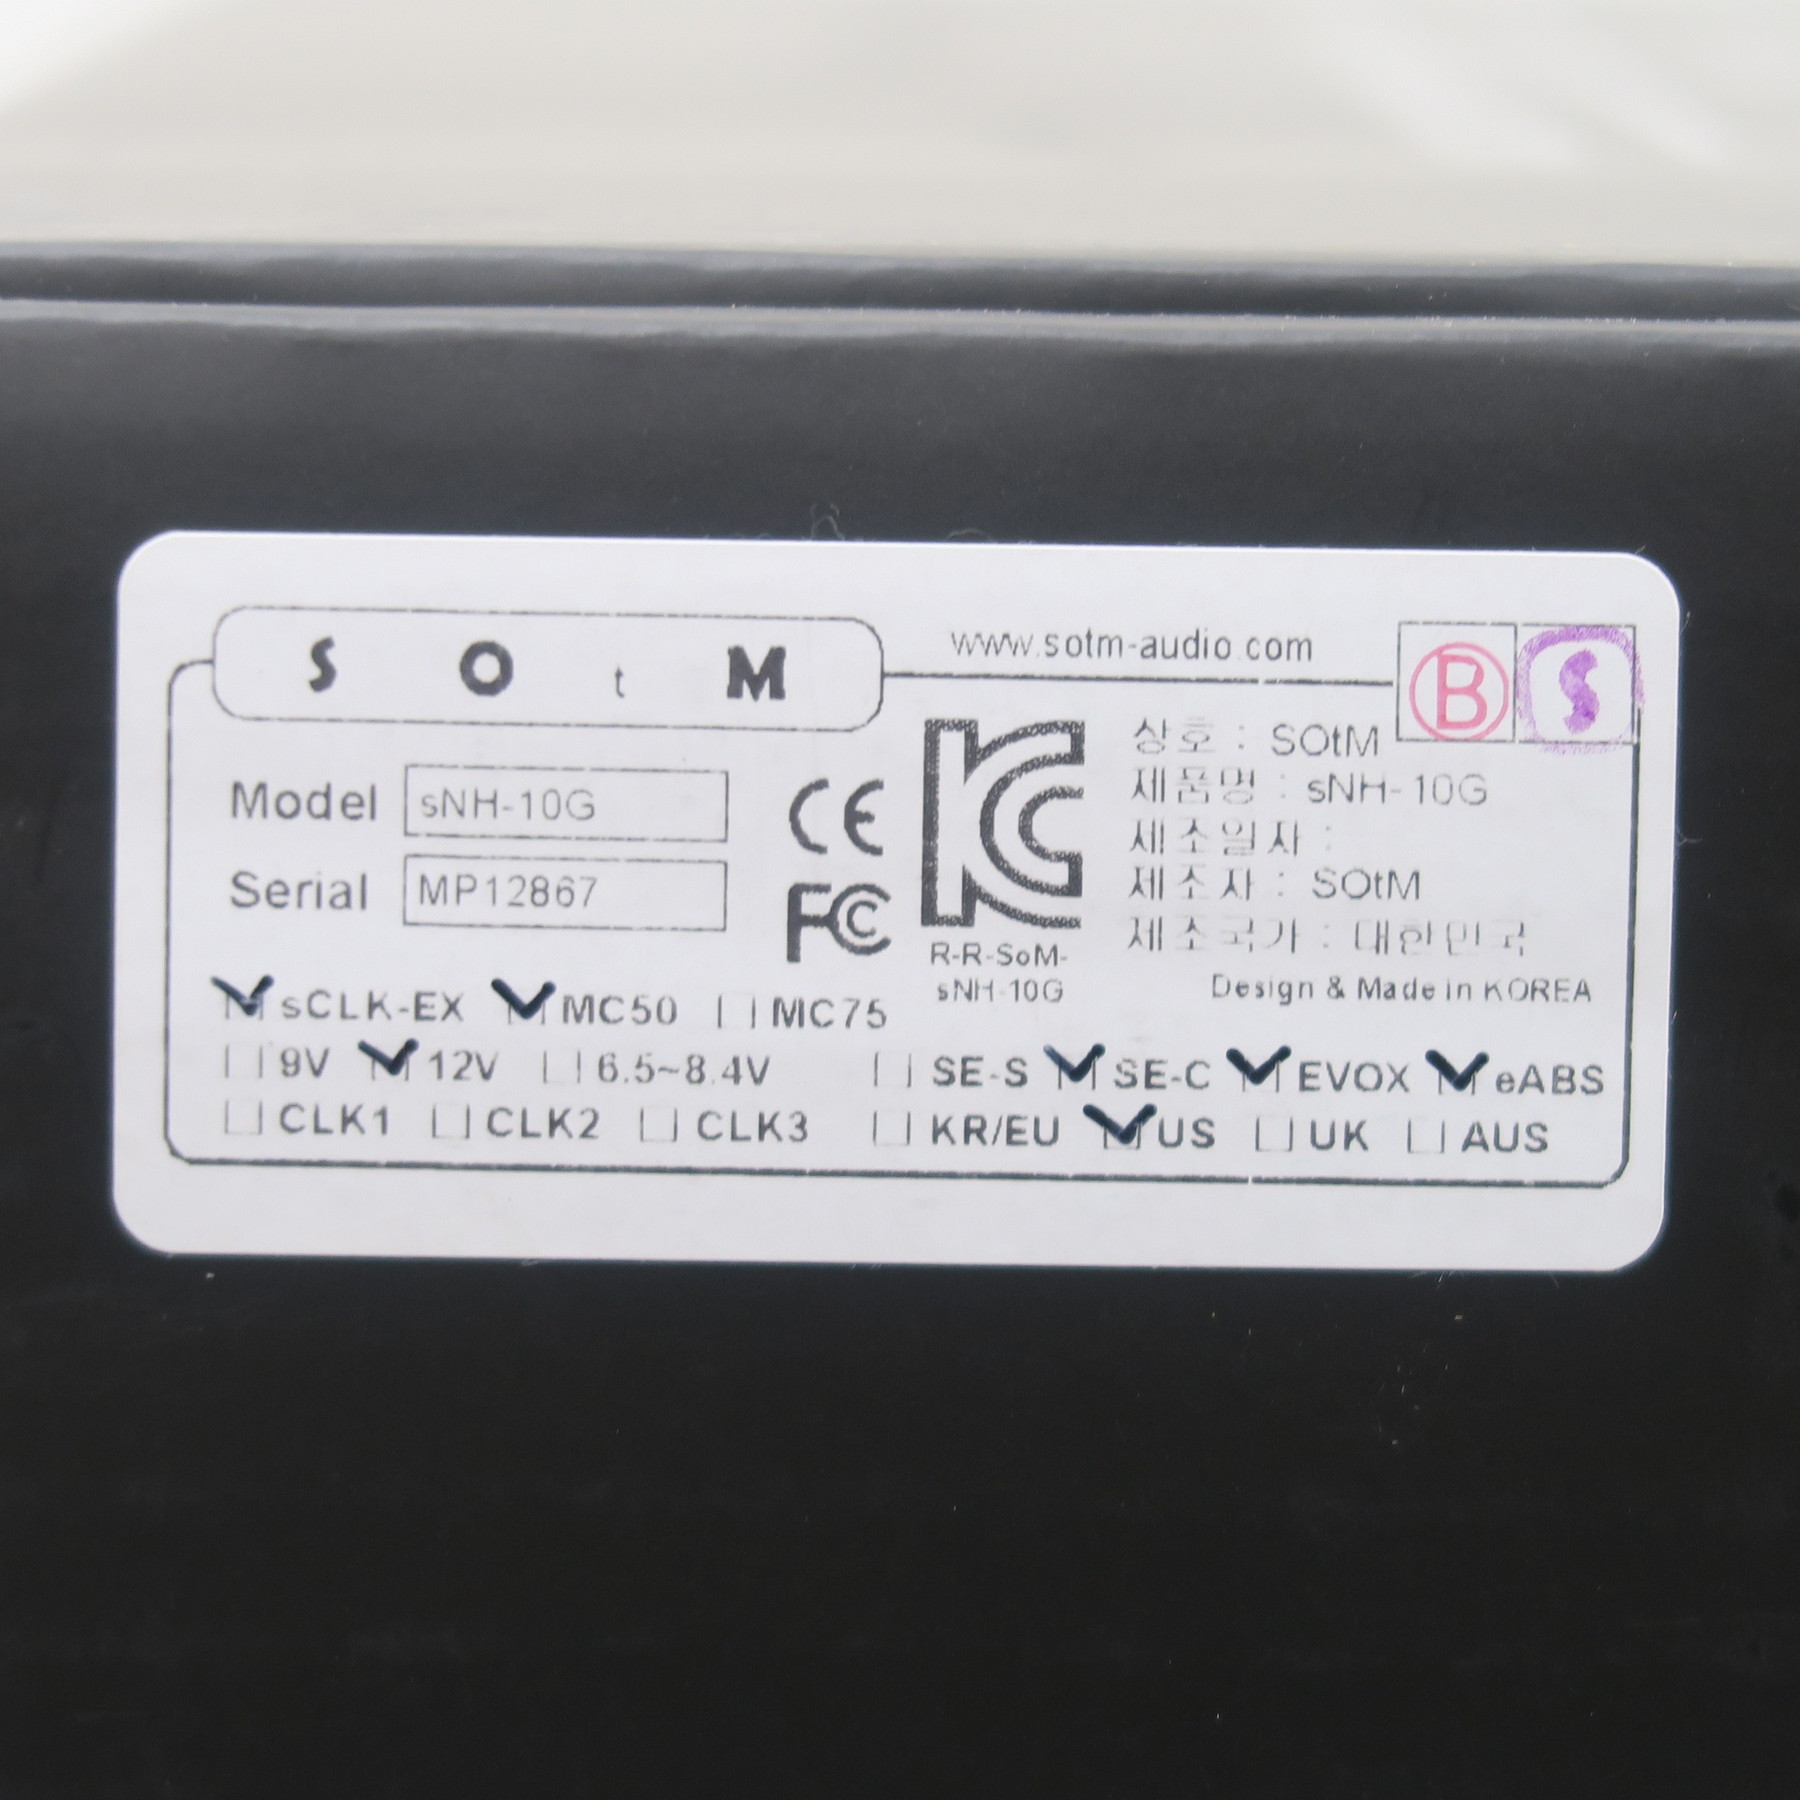 S O t M
www.sotm-audio.com
B S
Model sNH-10G
Serial MP12867
CE
FC
KC
R-R-SoM-
sNH-10G
상호 : SOtM
제품명 : sNH-10G
제조일자 :
제조자 : SOtM
제조국가 : 대한민국
Design & Made in KOREA
sCLK-EX MC50 MC75
9V 12V 6.5~8.4V
CLK1 CLK2 CLK3
SE-S SE-C EVOX eABS
KR/EU US UK AUS